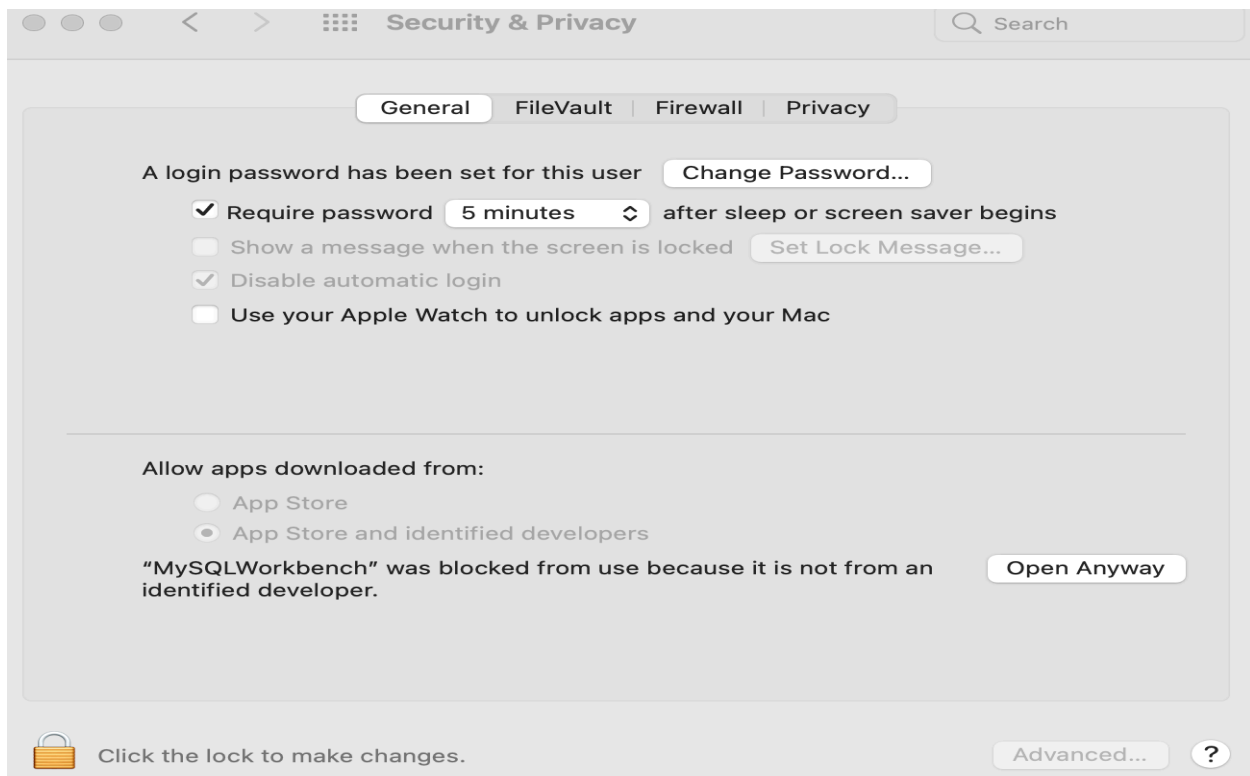 Security & Privacy
Search
General
FileVault
Firewall
Privacy
A login password has been set for this user
Change Password...
Require password
5 minutes
after sleep or screen saver begins
Show a message when the screen is locked
Set Lock Message...
Disable automatic login
Use your Apple Watch to unlock apps and your Mac
Allow apps downloaded from:
App Store
App Store and identified developers
“MySQLWorkbench” was blocked from use because it is not from an
identified developer.
Open Anyway
Click the lock to make changes.
Advanced...
?